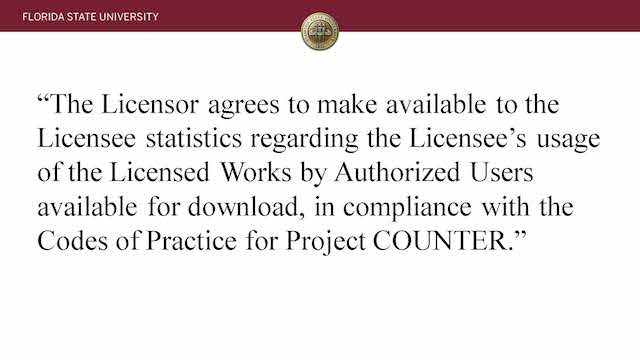 FLORIDA STATE UNIVERSITY
“The Licensor agrees to make available to the
Licensee statistics regarding the Licensee’s usage
of the Licensed Works by Authorized Users
available for download, in compliance with the
Codes of Practice for Project COUNTER.”